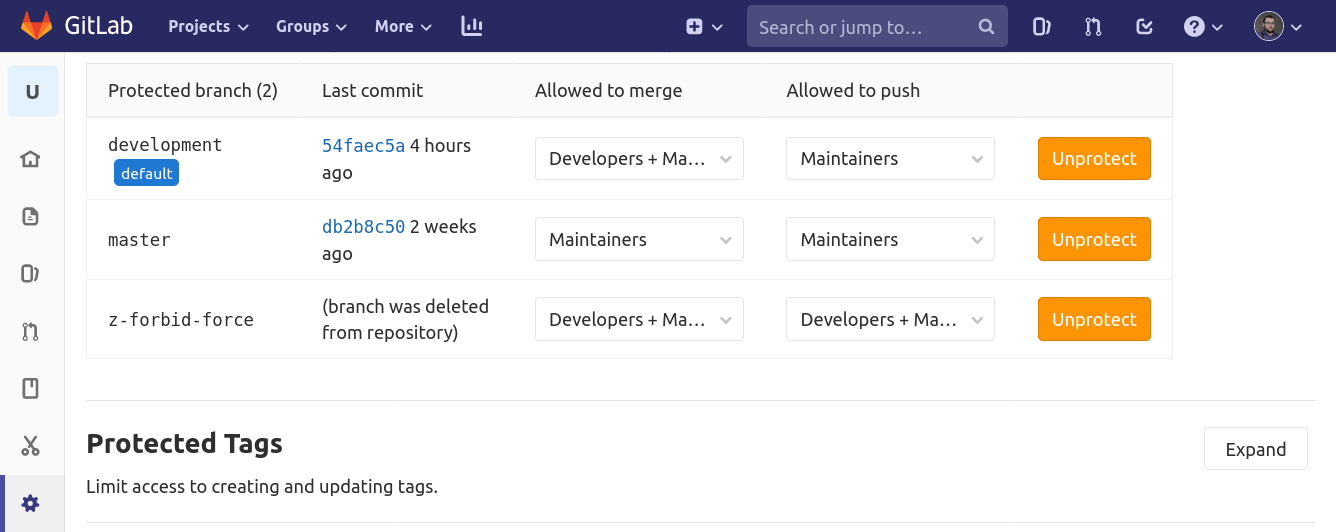 GitLab Projects Groups More Search or jump to…
U
Protected branch (2) Last commit Allowed to merge Allowed to push
development 54faec5a 4 hours Developers + Ma… Maintainers Unprotect
default ago
master db2b8c50 2 weeks Maintainers Maintainers Unprotect
ago
z-forbid-force (branch was deleted Developers + Ma… Developers + Ma… Unprotect
from repository)
Protected Tags Expand
Limit access to creating and updating tags.